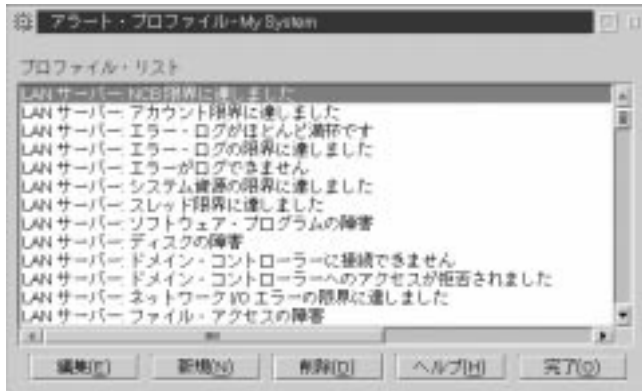 アラート・プロファイル - My System
プロファイル・リスト
LAN サーバー: NCB 限界に達しました
LAN サーバー: アカウント限界に達しました
LAN サーバー: エラー・ログがほとんど満杯です
LAN サーバー: エラー・ログの限界に達しました
LAN サーバー: エラーがログできません
LAN サーバー: システム資源の限界に達しました
LAN サーバー: スレッド限界に達しました
LAN サーバー: ソフトウェア・プログラムの障害
LAN サーバー: ディスクの障害
LAN サーバー: ドメイン・コントローラーに接続できません
LAN サーバー: ドメイン・コントローラーへのアクセスが拒否されました
LAN サーバー: ネットワーク I/O エラーの限界に達しました
LAN サーバー: ファイル・アクセスの障害
編集(E) 新規(N) 削除(D) ヘルプ(H) 完了(O)